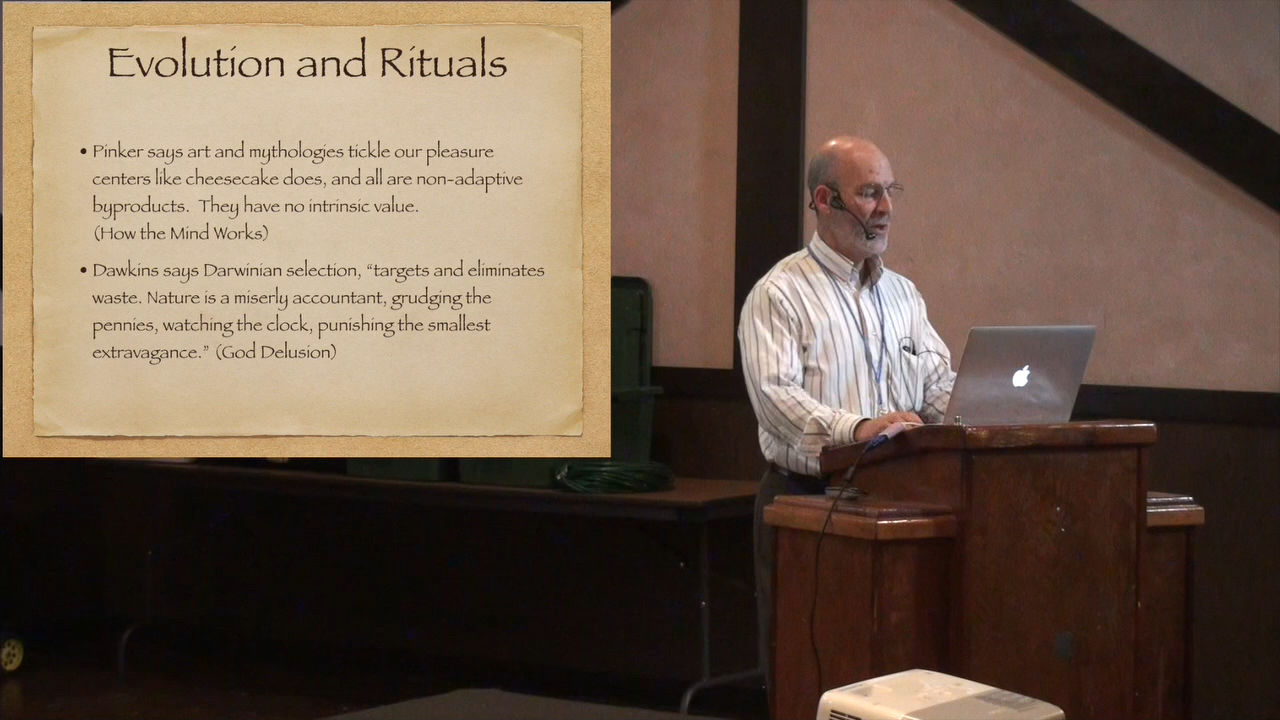 Evolution and Rituals
• Pinker says art and mythologies tickle our pleasure
centers like cheesecake does, and all are non-adaptive
byproducts.  They have no intrinsic value.
(How the Mind Works)
• Dawkins says Darwinian selection, “targets and eliminates
waste. Nature is a miserly accountant, grudging the
pennies, watching the clock, punishing the smallest
extravagance.” (God Delusion)